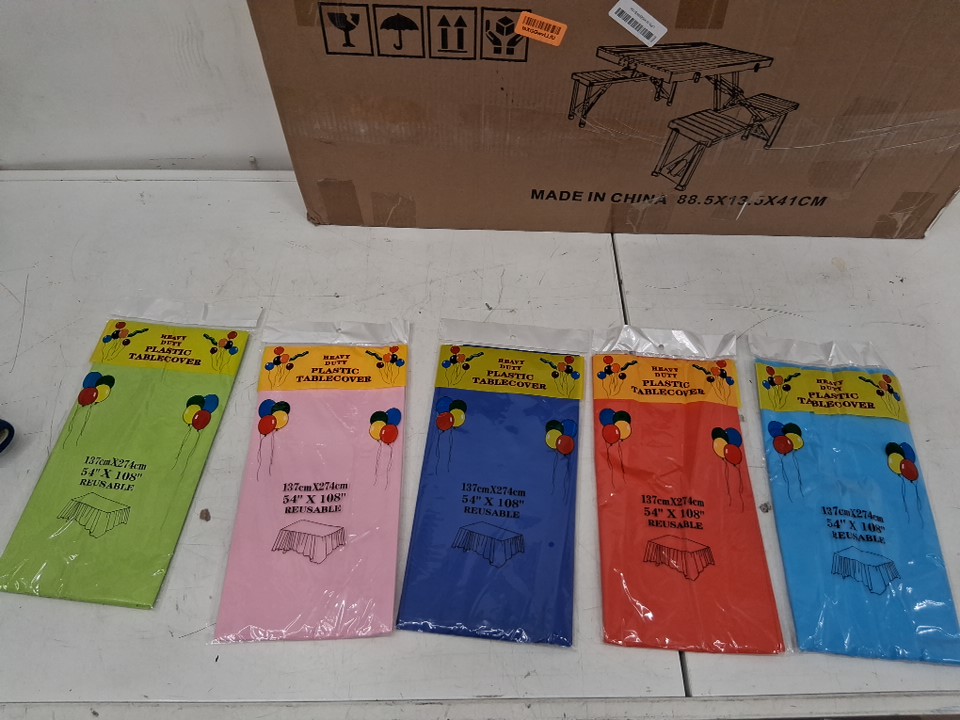 MADE IN CHINA 88.5X13.5X41CM
HEAVY
DUTY
PLASTIC
TABLECOVER
137cmX274cm
54" X 108"
REUSABLE
HEAVY
DUTY
PLASTIC
TABLECOVER
137cmX274cm
54" X 108"
REUSABLE
HEAVY
DUTY
PLASTIC
TABLECOVER
137cmX274cm
54" X 108"
REUSABLE
HEAVY
DUTY
PLASTIC
TABLECOVER
137cmX274cm
54" X 108"
REUSABLE
HEAVY
DUTY
PLASTIC
TABLECOVER
137cmX274cm
54" X 108"
REUSABLE